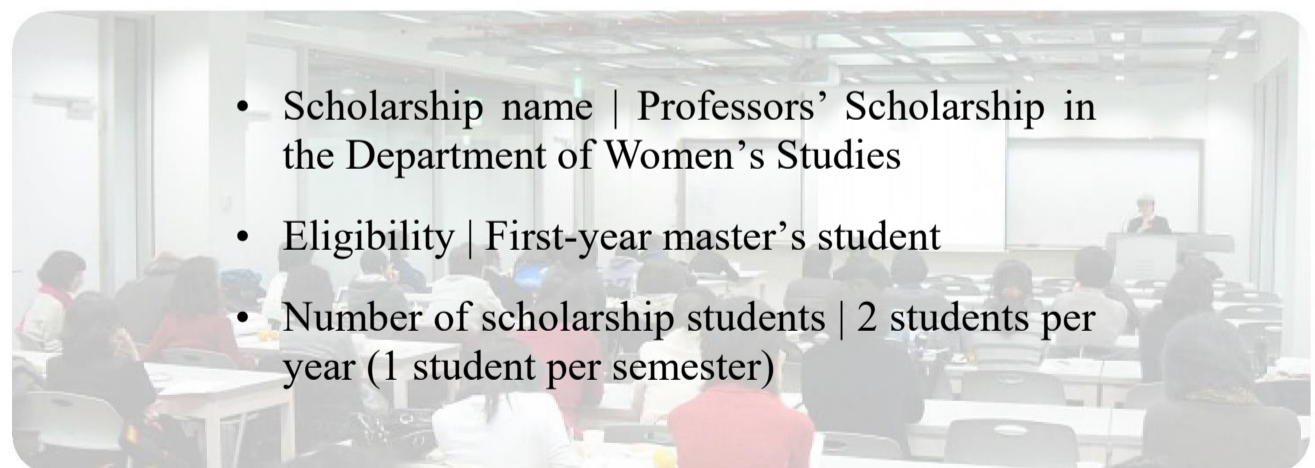 • Scholarship name | Professors’ Scholarship in
the Department of Women’s Studies
• Eligibility | First-year master’s student
• Number of scholarship students | 2 students per
year (1 student per semester)